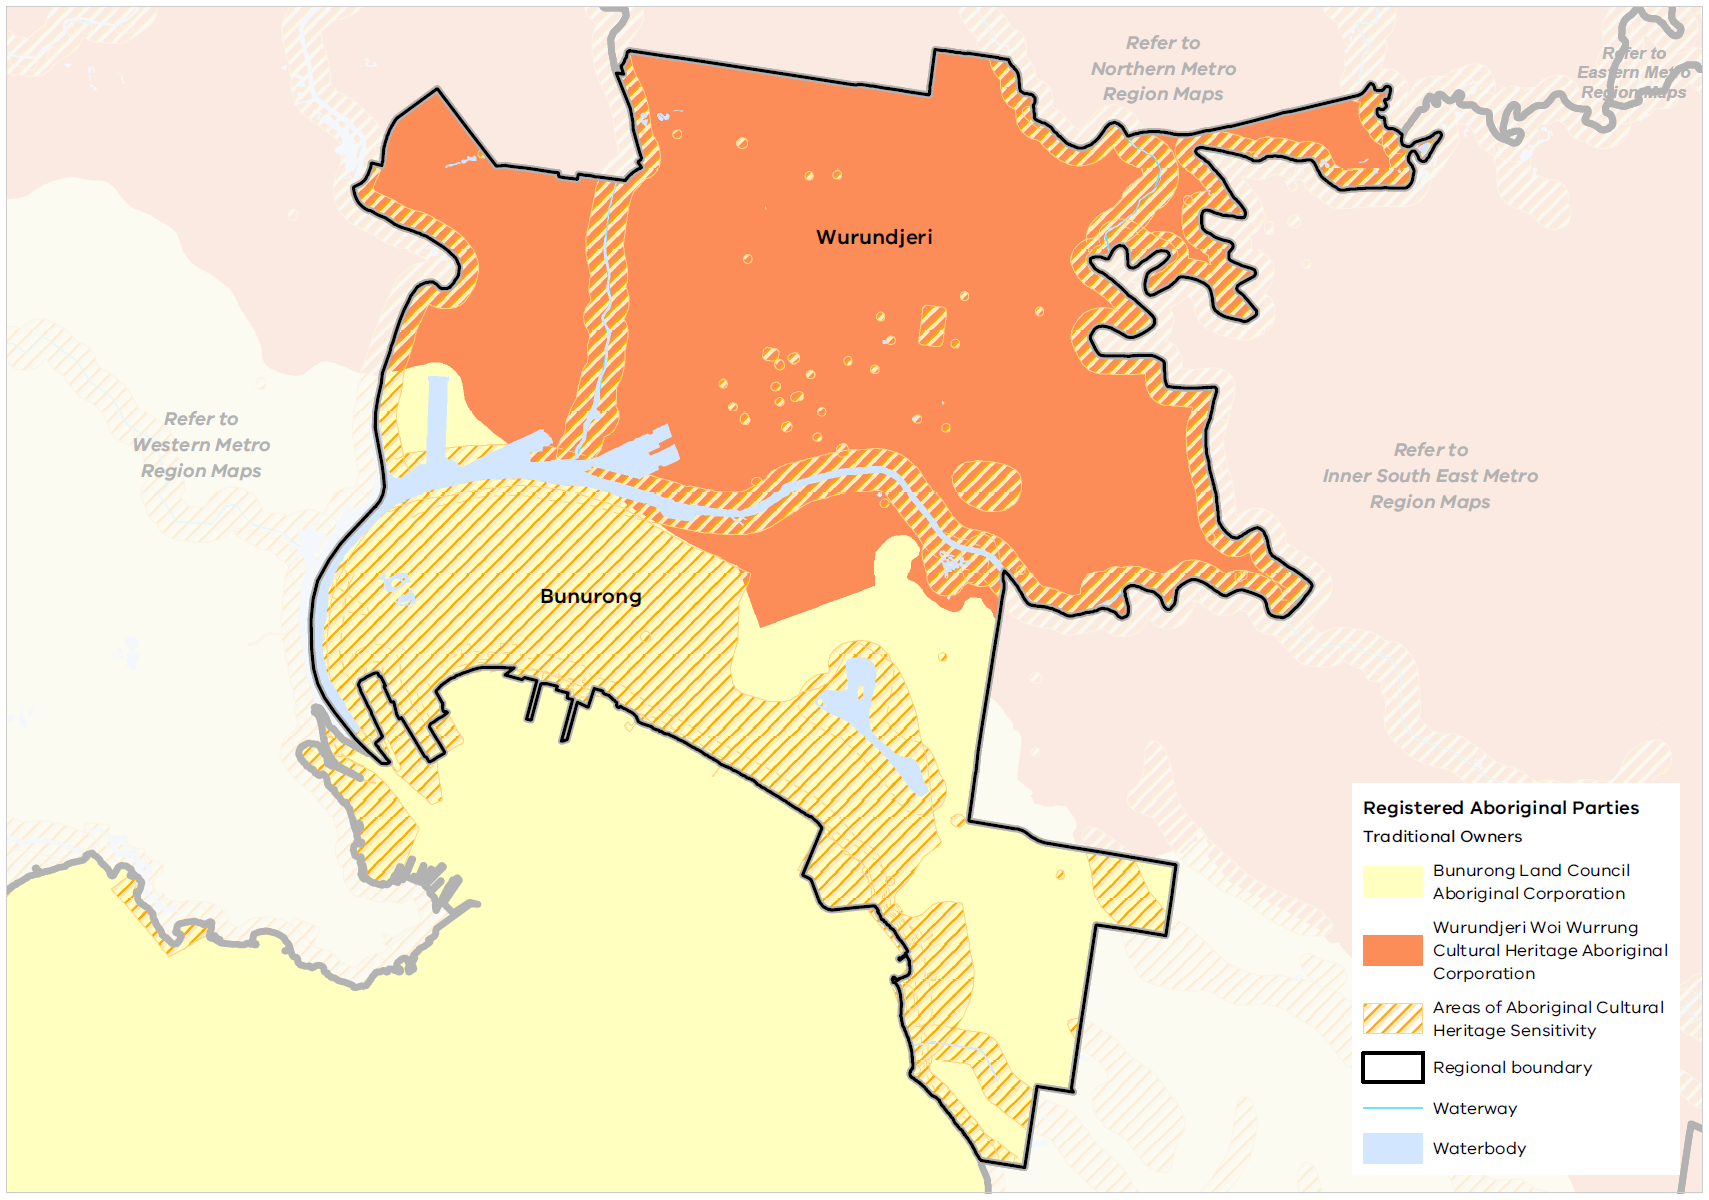 Refer to
Northern Metro
Region Maps
Refer to
Eastern Metro
Region Maps
Wurundjeri
Refer to
Western Metro
Region Maps
Refer to
Inner South East Metro
Region Maps
Bunurong
Registered Aboriginal Parties
Traditional Owners
Bunurong Land Council
Aboriginal Corporation
Wurundjeri Woi Wurrung
Cultural Heritage Aboriginal
Corporation
Areas of Aboriginal Cultural
Heritage Sensitivity
Regional boundary
Waterway
Waterbody